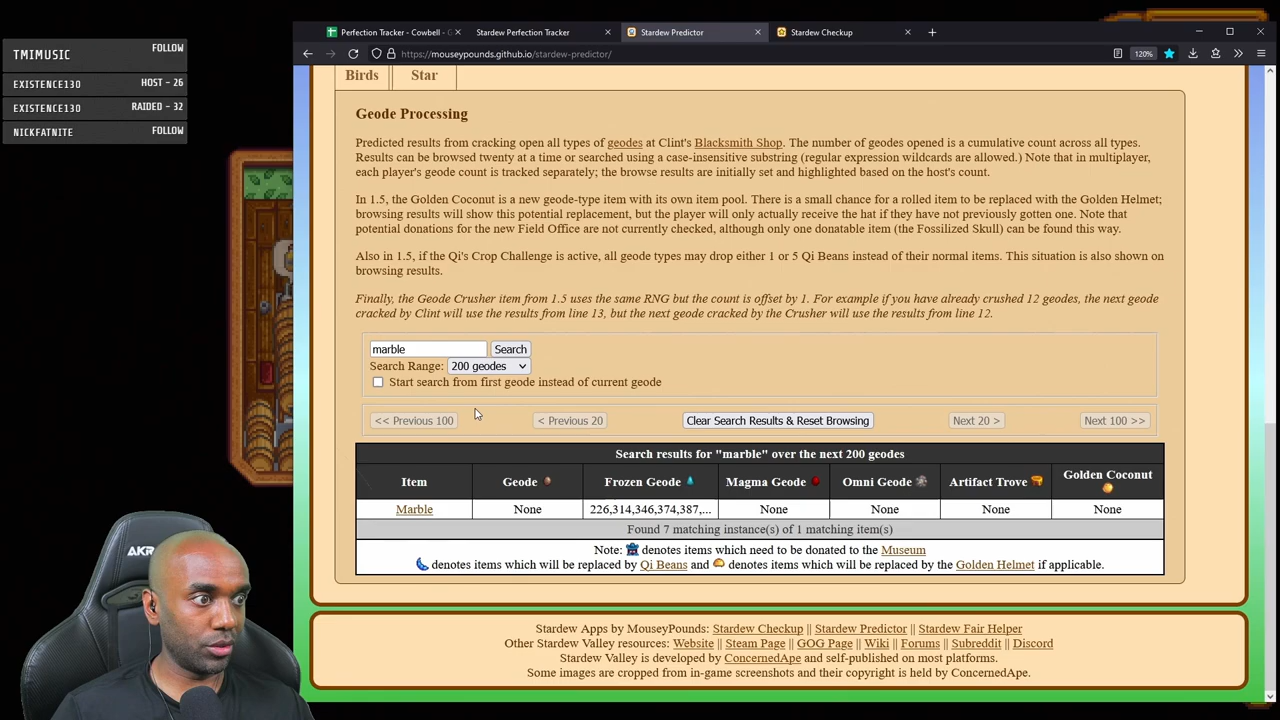 TMIMUSIC FOLLOW
EXISTENCE130 HOST - 26
EXISTENCE130 RAIDED - 32
NICKFATNITE FOLLOW
Perfection Tracker - Cowbell - G
Stardew Perfection Tracker
Stardew Predictor
Stardew Checkup
https://mouseypounds.github.io/stardew-predictor/
120%
Birds
Star
Geode Processing
Predicted results from cracking open all types of geodes at Clint's Blacksmith Shop. The number of geodes opened is a cumulative count across all types.
Results can be browsed twenty at a time or searched using a case-insensitive substring (regular expression wildcards are allowed.) Note that in multiplayer,
each player's geode count is tracked separately; the browse results are initially set and highlighted based on the host's count.
In 1.5, the Golden Coconut is a new geode-type item with its own item pool. There is a small chance for a rolled item to be replaced with the Golden Helmet;
browsing results will show this potential replacement, but the player will only actually receive the hat if they have not previously gotten one. Note that
potential donations for the new Field Office are not currently checked, although only one donatable item (the Fossilized Skull) can be found this way.
Also in 1.5, if the Qi's Crop Challenge is active, all geode types may drop either 1 or 5 Qi Beans instead of their normal items. This situation is also shown on
browsing results.
Finally, the Geode Crusher item from 1.5 uses the same RNG but the count is offset by 1. For example if you have already crushed 12 geodes, the next geode
cracked by Clint will use the results from line 13, but the next geode cracked by the Crusher will use the results from line 12.
marble Search
Search Range: 200 geodes
Start search from first geode instead of current geode
<< Previous 100 < Previous 20 Clear Search Results & Reset Browsing Next 20 > Next 100 >>
Search results for "marble" over the next 200 geodes
Item Geode Frozen Geode Magma Geode Omni Geode Artifact Trove Golden Coconut
Marble None 226,314,346,374,387,... None None None None
Found 7 matching instance(s) of 1 matching item(s)
Note: denotes items which need to be donated to the Museum
denotes items which will be replaced by Qi Beans and denotes items which will be replaced by the Golden Helmet if applicable.
Stardew Apps by MouseyPounds: Stardew Checkup || Stardew Predictor || Stardew Fair Helper
Other Stardew Valley resources: Website || Steam Page || GOG Page || Wiki || Forums || Subreddit || Discord
Stardew Valley is developed by ConcernedApe and self-published on most platforms.
Some images are cropped from in-game screenshots and their copyright is held by ConcernedApe.
AKR